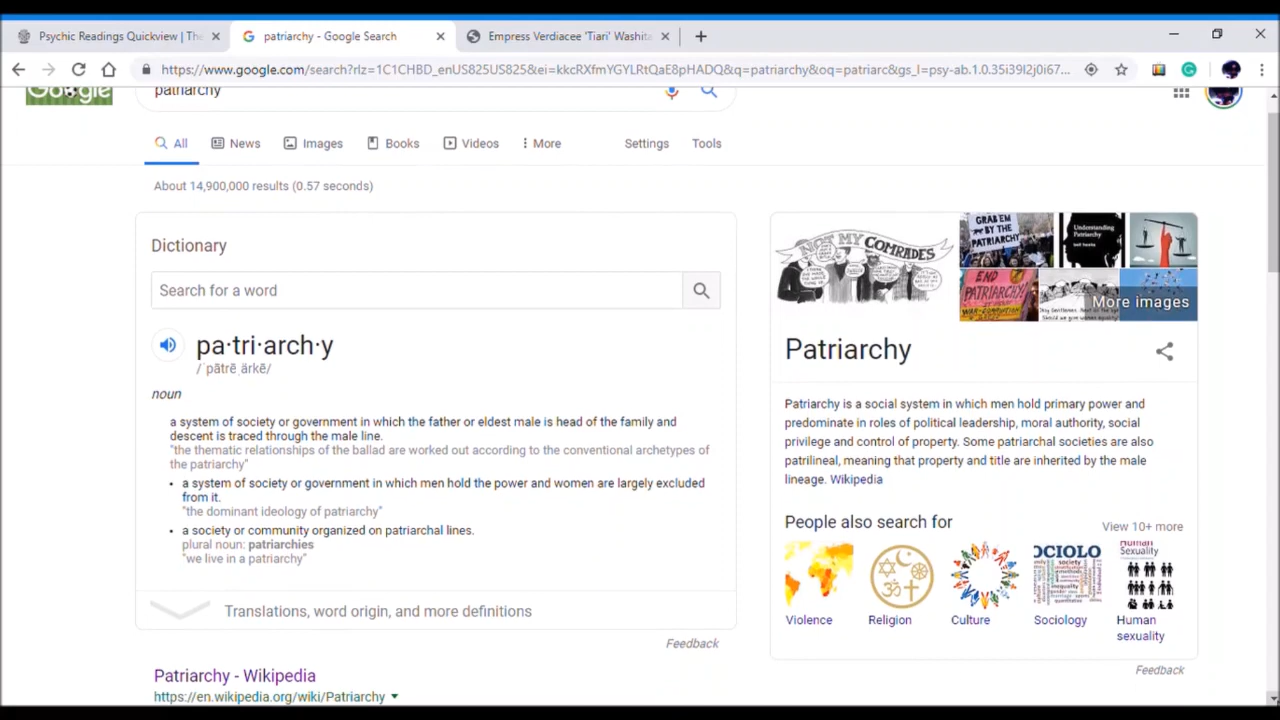 Psychic Readings Quickview | The
patriarchy - Google Search
Empress Verdiacee 'Tiari' Washita
https://www.google.com/search?rlz=1C1CHBD_enUS825US825&ei=kkcRXfmYGYLRtQaE8pHADQ&q=patriarchy&oq=patriarc&gs_l=psy-ab.1.0.35i39l2j0i67...
Google
patriarchy
All
News
Images
Books
Videos
More
Settings
Tools
About 14,900,000 results (0.57 seconds)
Dictionary
Search for a word
pa·tri·arch·y
/ˈpātrēˌärkē/
noun
a system of society or government in which the father or eldest male is head of the family and
descent is traced through the male line.
"the thematic relationships of the ballad are worked out according to the conventional archetypes of
the patriarchy"
• a system of society or government in which men hold the power and women are largely excluded
from it.
"the dominant ideology of patriarchy"
• a society or community organized on patriarchal lines.
plural noun: patriarchies
"we live in a patriarchy"
Translations, word origin, and more definitions
Feedback
Patriarchy - Wikipedia
https://en.wikipedia.org/wiki/Patriarchy
NOT MY COMRADES
GRAB'EM
BY THE
PATRIARCHY
Understanding
Patriarchy
bell hooks
END
PATRIARCHY!
More images
Patriarchy
Patriarchy is a social system in which men hold primary power and
predominate in roles of political leadership, moral authority, social
privilege and control of property. Some patriarchal societies are also
patrilineal, meaning that property and title are inherited by the male
lineage. Wikipedia
People also search for
View 10+ more
OCIOLO
society
Human
Sexuality
Violence
Religion
Culture
Sociology
Human
sexuality
Feedback